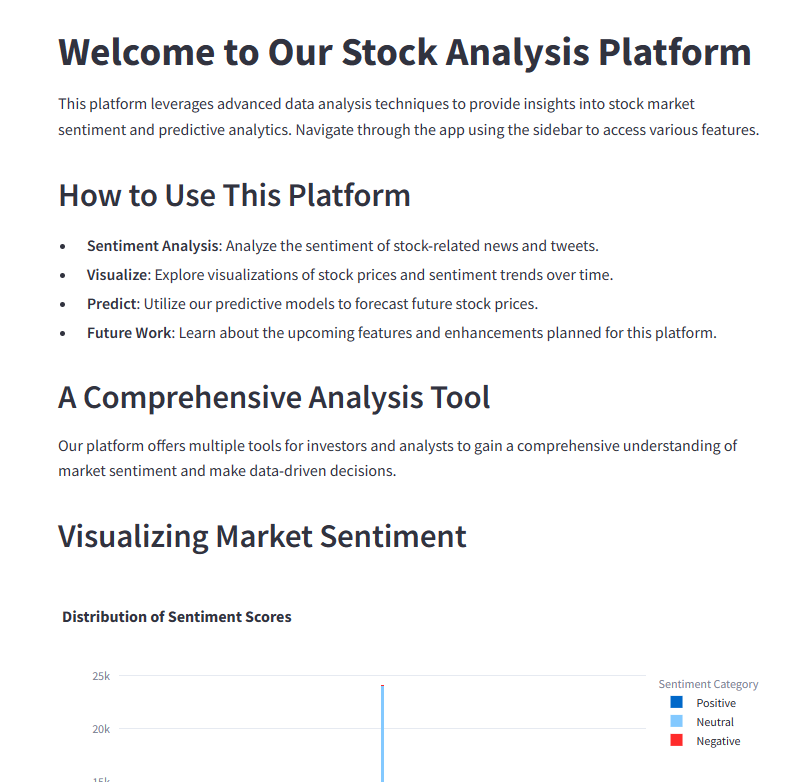 Welcome to Our Stock Analysis Platform
This platform leverages advanced data analysis techniques to provide insights into stock market
sentiment and predictive analytics. Navigate through the app using the sidebar to access various features.
How to Use This Platform
• Sentiment Analysis: Analyze the sentiment of stock-related news and tweets.
• Visualize: Explore visualizations of stock prices and sentiment trends over time.
• Predict: Utilize our predictive models to forecast future stock prices.
• Future Work: Learn about the upcoming features and enhancements planned for this platform.
A Comprehensive Analysis Tool
Our platform offers multiple tools for investors and analysts to gain a comprehensive understanding of
market sentiment and make data-driven decisions.
Visualizing Market Sentiment
Distribution of Sentiment Scores
25k
Sentiment Category
Positive
Neutral
20k
Negative
15k